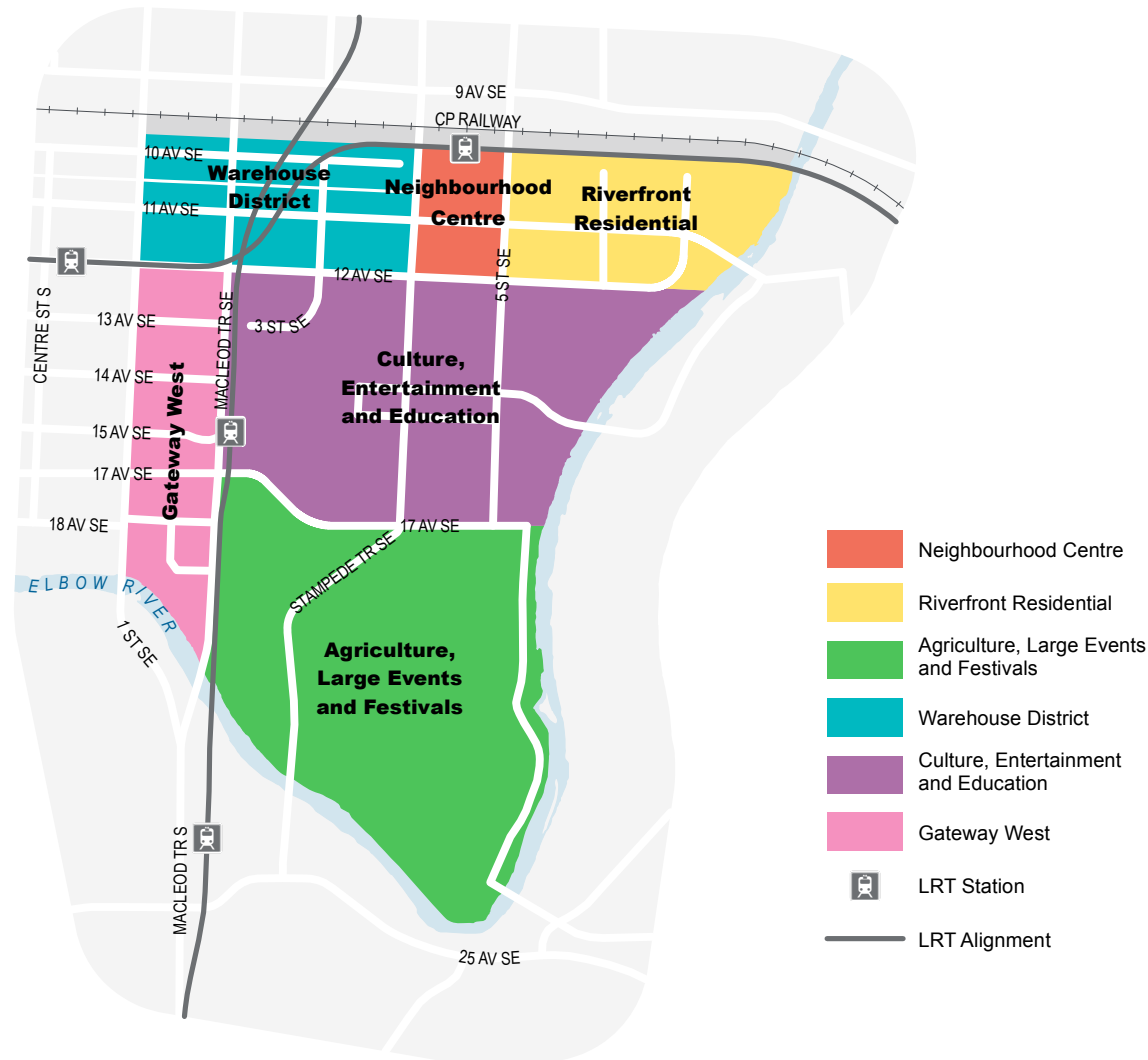 9 AV SE
CP RAILWAY
10 AV SE
Warehouse
District
Neighbourhood
Centre
Riverfront
Residential
11 AV SE
12 AV SE
5 ST SE
CENTRE ST S
13 AV SE
MACLEOD TR SE
3 ST SE
14 AV SE
Gateway West
Culture,
Entertainment
and Education
15 AV SE
17 AV SE
18 AV SE
17 AV SE
STAMPEDE TR SE
ELBOW RIVER
1 ST SE
Agriculture,
Large Events
and Festivals
MACLEOD TR S
25 AV SE
Neighbourhood Centre
Riverfront Residential
Agriculture, Large Events
and Festivals
Warehouse District
Culture, Entertainment
and Education
Gateway West
LRT Station
LRT Alignment